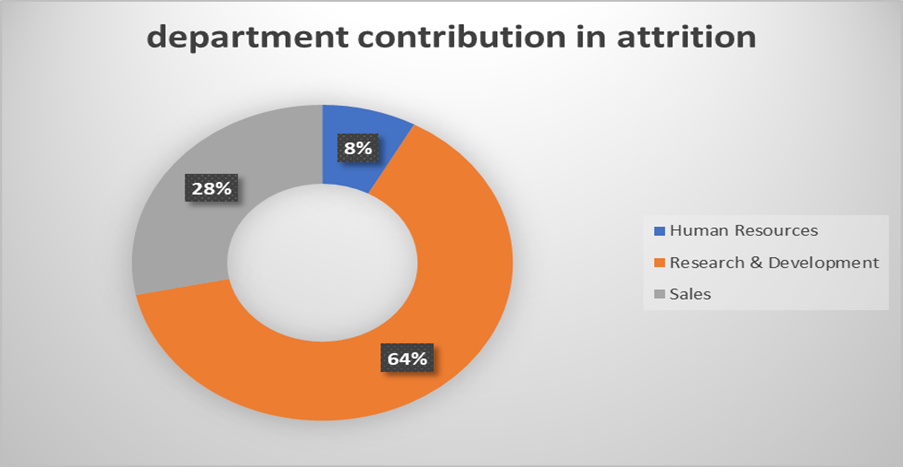 department contribution in attrition
8%
28%
64%
Human Resources
Research & Development
Sales